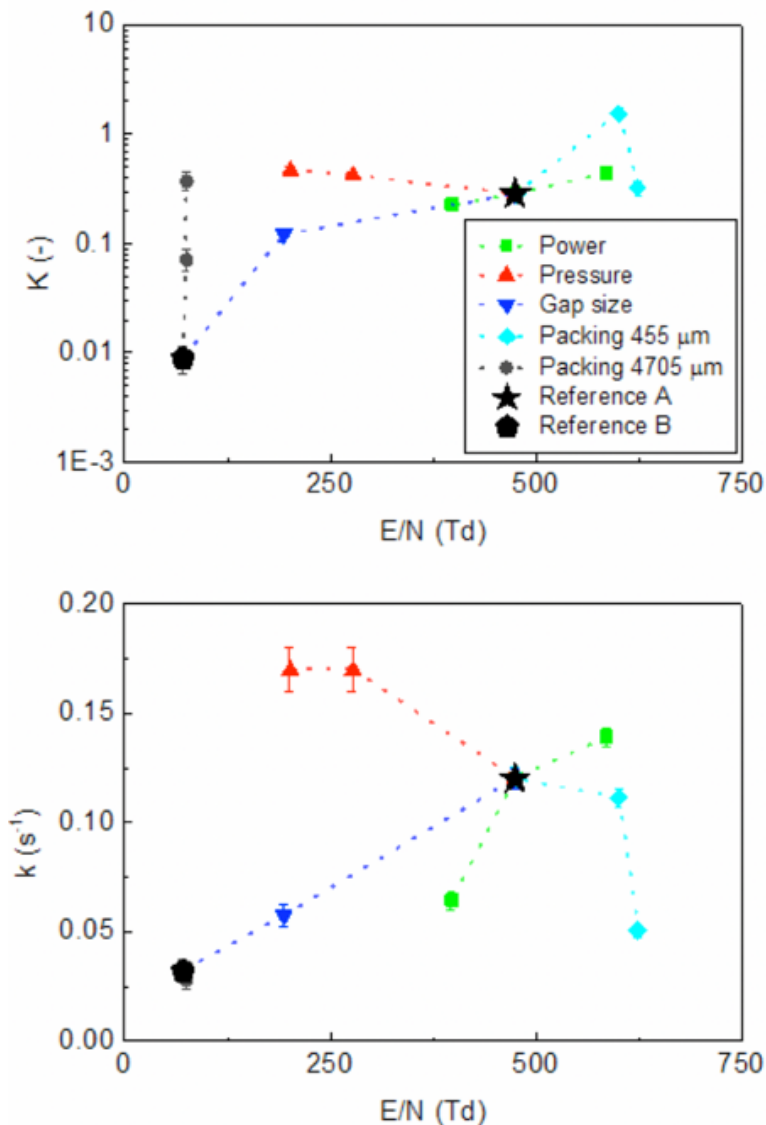 10
1
0.1
0.01
1E-3
K (-)
Power
Pressure
Gap size
Packing 455 μm
Packing 4705 μm
Reference A
Reference B
0 250 500 750
E/N (Td)
0.20
0.15
0.10
0.05
0.00
k (s⁻¹)
0 250 500 750
E/N (Td)